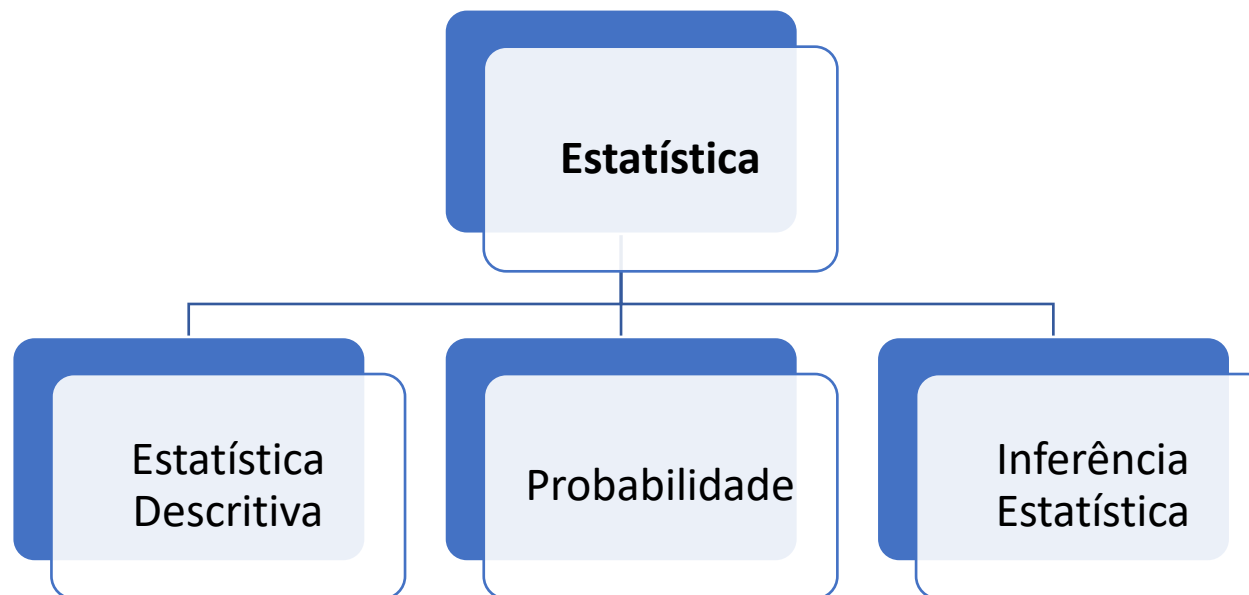 Estatística
Estatística
Descritiva
Probabilidade
Inferência
Estatística